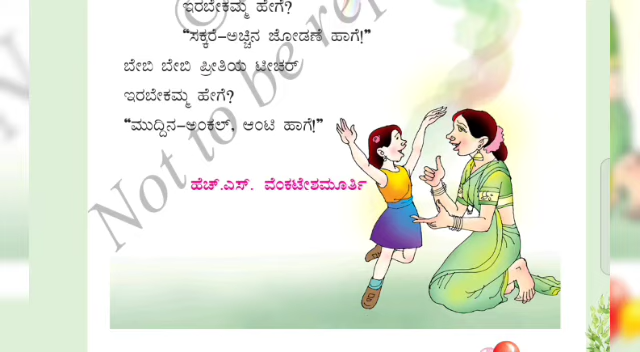 ಇರಬೇಕಮ್ಮ ಹೇಗೆ?
"ಸಕ್ಕರೆ–ಅಚ್ಚಿನ ಜೋಡಣೆ ಹಾಗೆ!"
ಬೇಬಿ ಬೇಬಿ ಪ್ರೀತಿಯ ಟೀಚರ್
ಇರಬೇಕಮ್ಮ ಹೇಗೆ?
"ಮುದ್ದಿನ–ಅಂಕಲ್, ಆಂಟಿ ಹಾಗೆ!"
ಹೆಚ್.ಎಸ್. ವೆಂಕಟೇಶಮೂರ್ತಿ
©
Not to be re